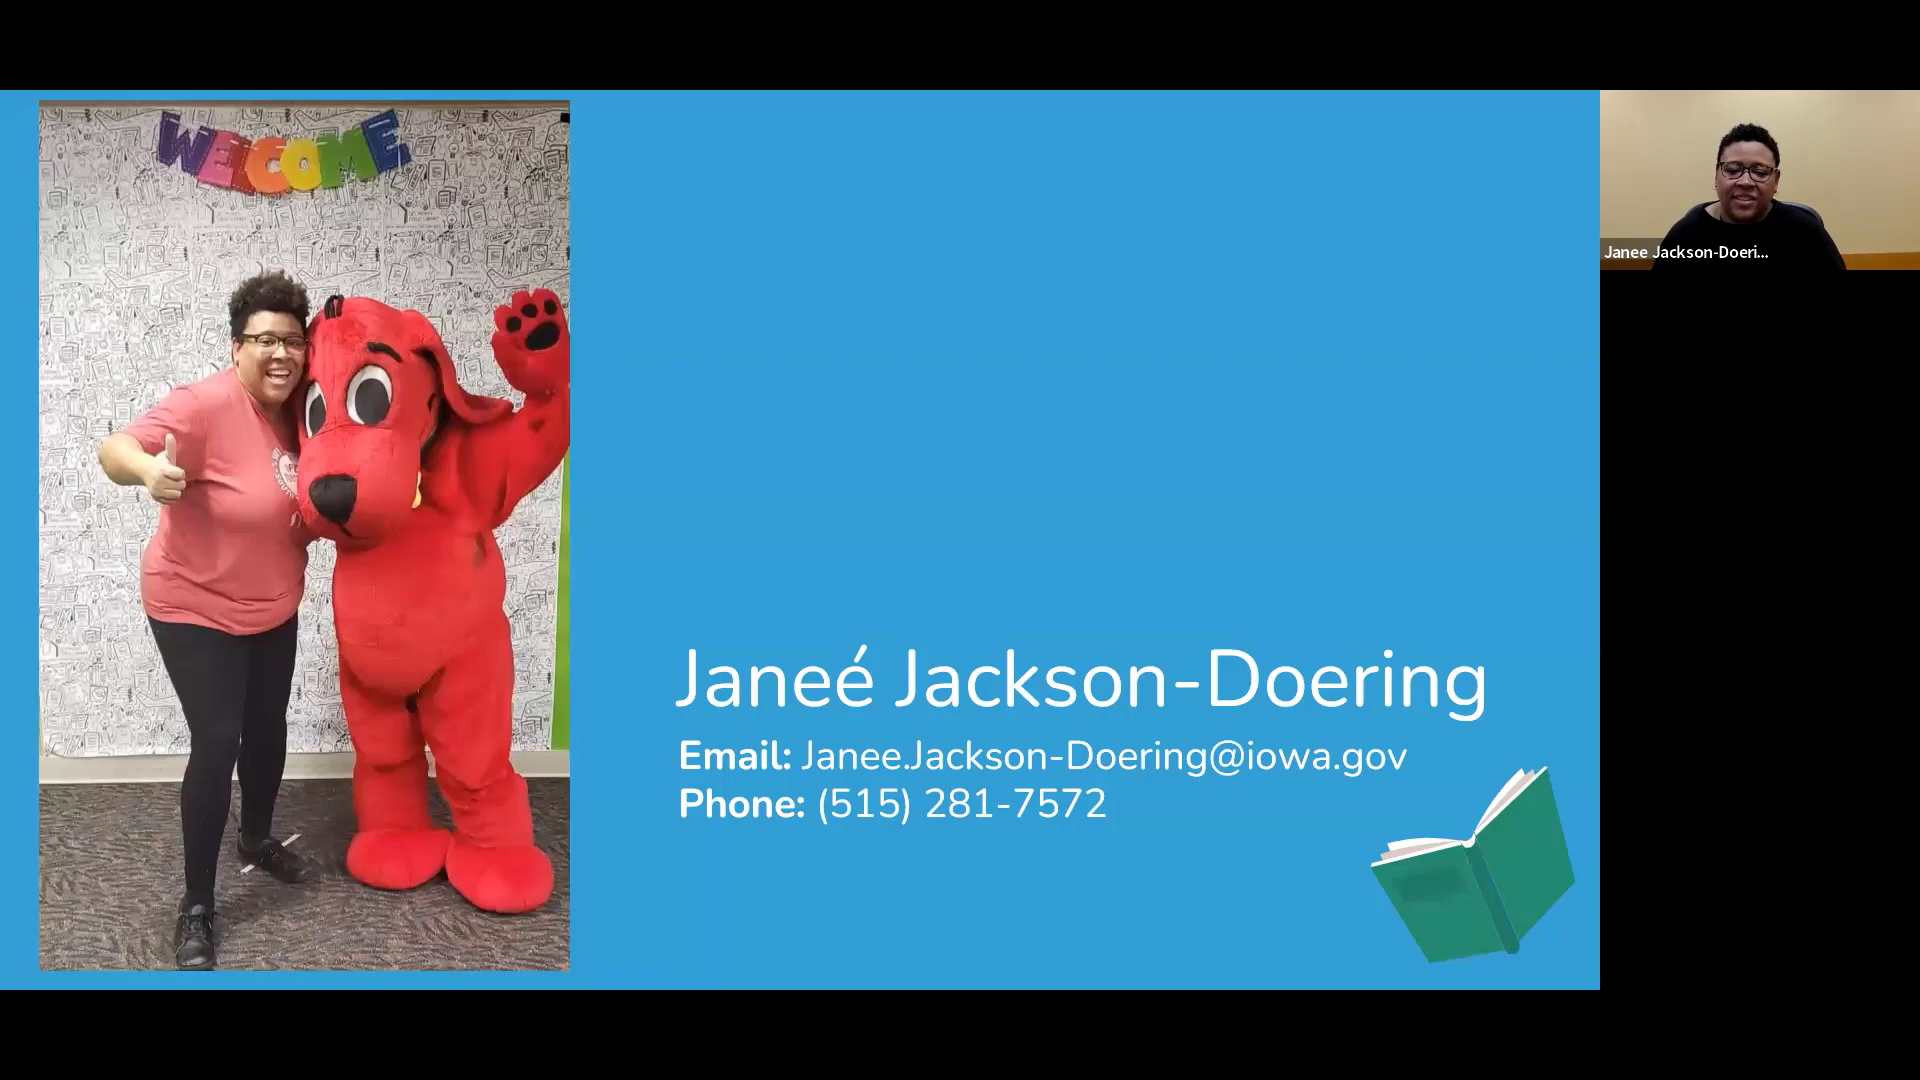 WELCOME
Janeé Jackson-Doering
Email: Janee.Jackson-Doering@iowa.gov
Phone: (515) 281-7572
Janee Jackson-Doeri...